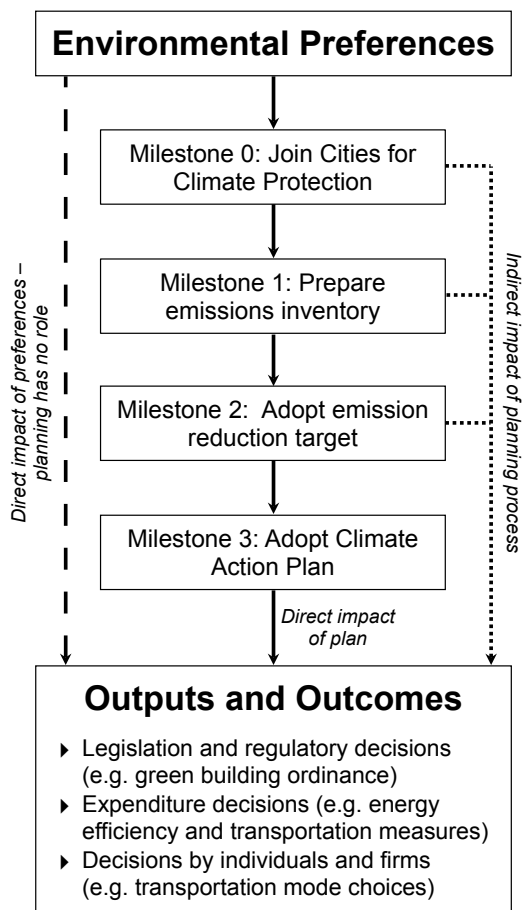 Environmental Preferences
Milestone 0: Join Cities for
Climate Protection
Milestone 1: Prepare
emissions inventory
Milestone 2:  Adopt emission
reduction target
Milestone 3: Adopt Climate
Action Plan
Direct impact of preferences –
planning has no role
Indirect impact of planning
process
Direct impact
of plan
Outputs and Outcomes
Legislation and regulatory decisions
(e.g. green building ordinance)
Expenditure decisions (e.g. energy
efficiency and transportation measures)
Decisions by individuals and firms
(e.g. transportation mode choices)